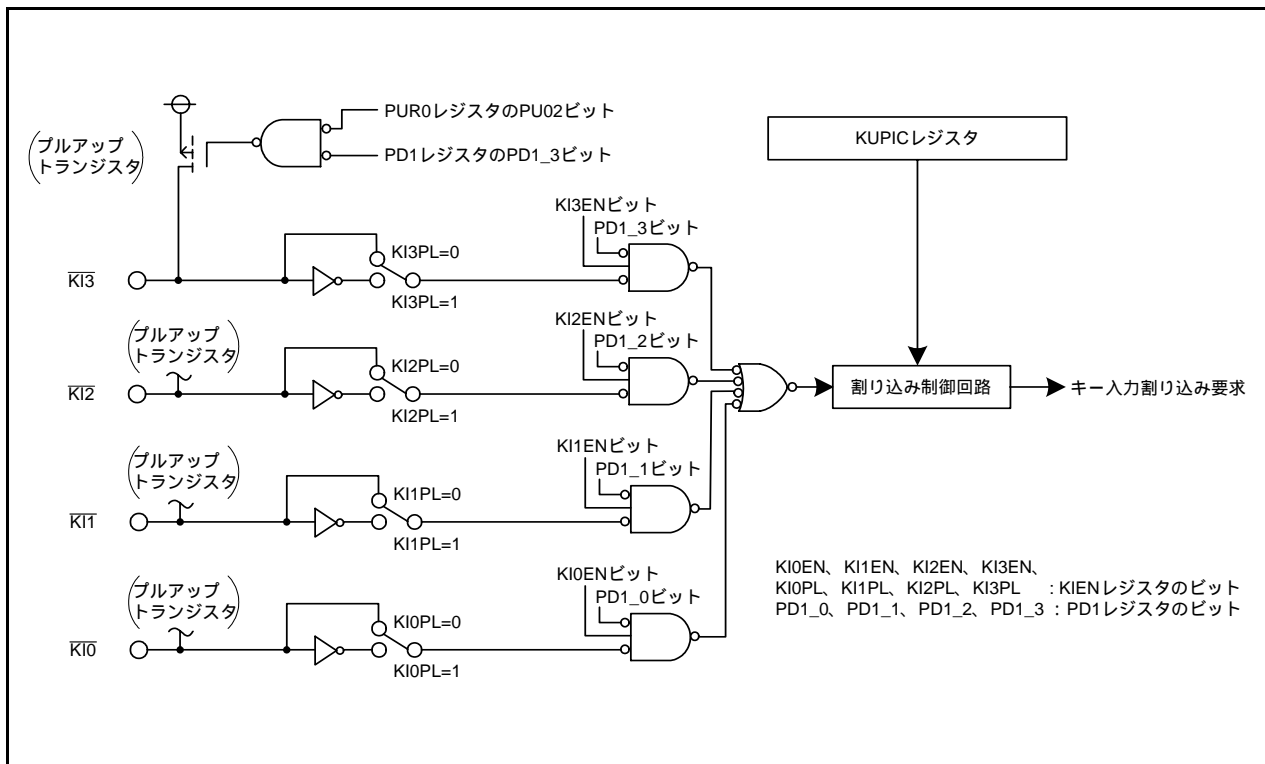 PUR0レジスタのPU02ビット
プルアップ
トランジスタ
PD1レジスタのPD1_3ビット
KUPICレジスタ
KI3ENビット
PD1_3ビット
KI3PL=0
KI3
KI3PL=1
プルアップ
トランジスタ
KI2ENビット
PD1_2ビット
KI2PL=0
KI2
KI2PL=1
割り込み制御回路
キー入力割り込み要求
プルアップ
トランジスタ
KI1ENビット
PD1_1ビット
KI1PL=0
KI1
KI1PL=1
プルアップ
トランジスタ
KI0ENビット
PD1_0ビット
KI0PL=0
KI0
KI0PL=1
KI0EN、KI1EN、KI2EN、KI3EN、
KI0PL、KI1PL、KI2PL、KI3PL : KIENレジスタのビット
PD1_0、PD1_1、PD1_2、PD1_3 : PD1レジスタのビット